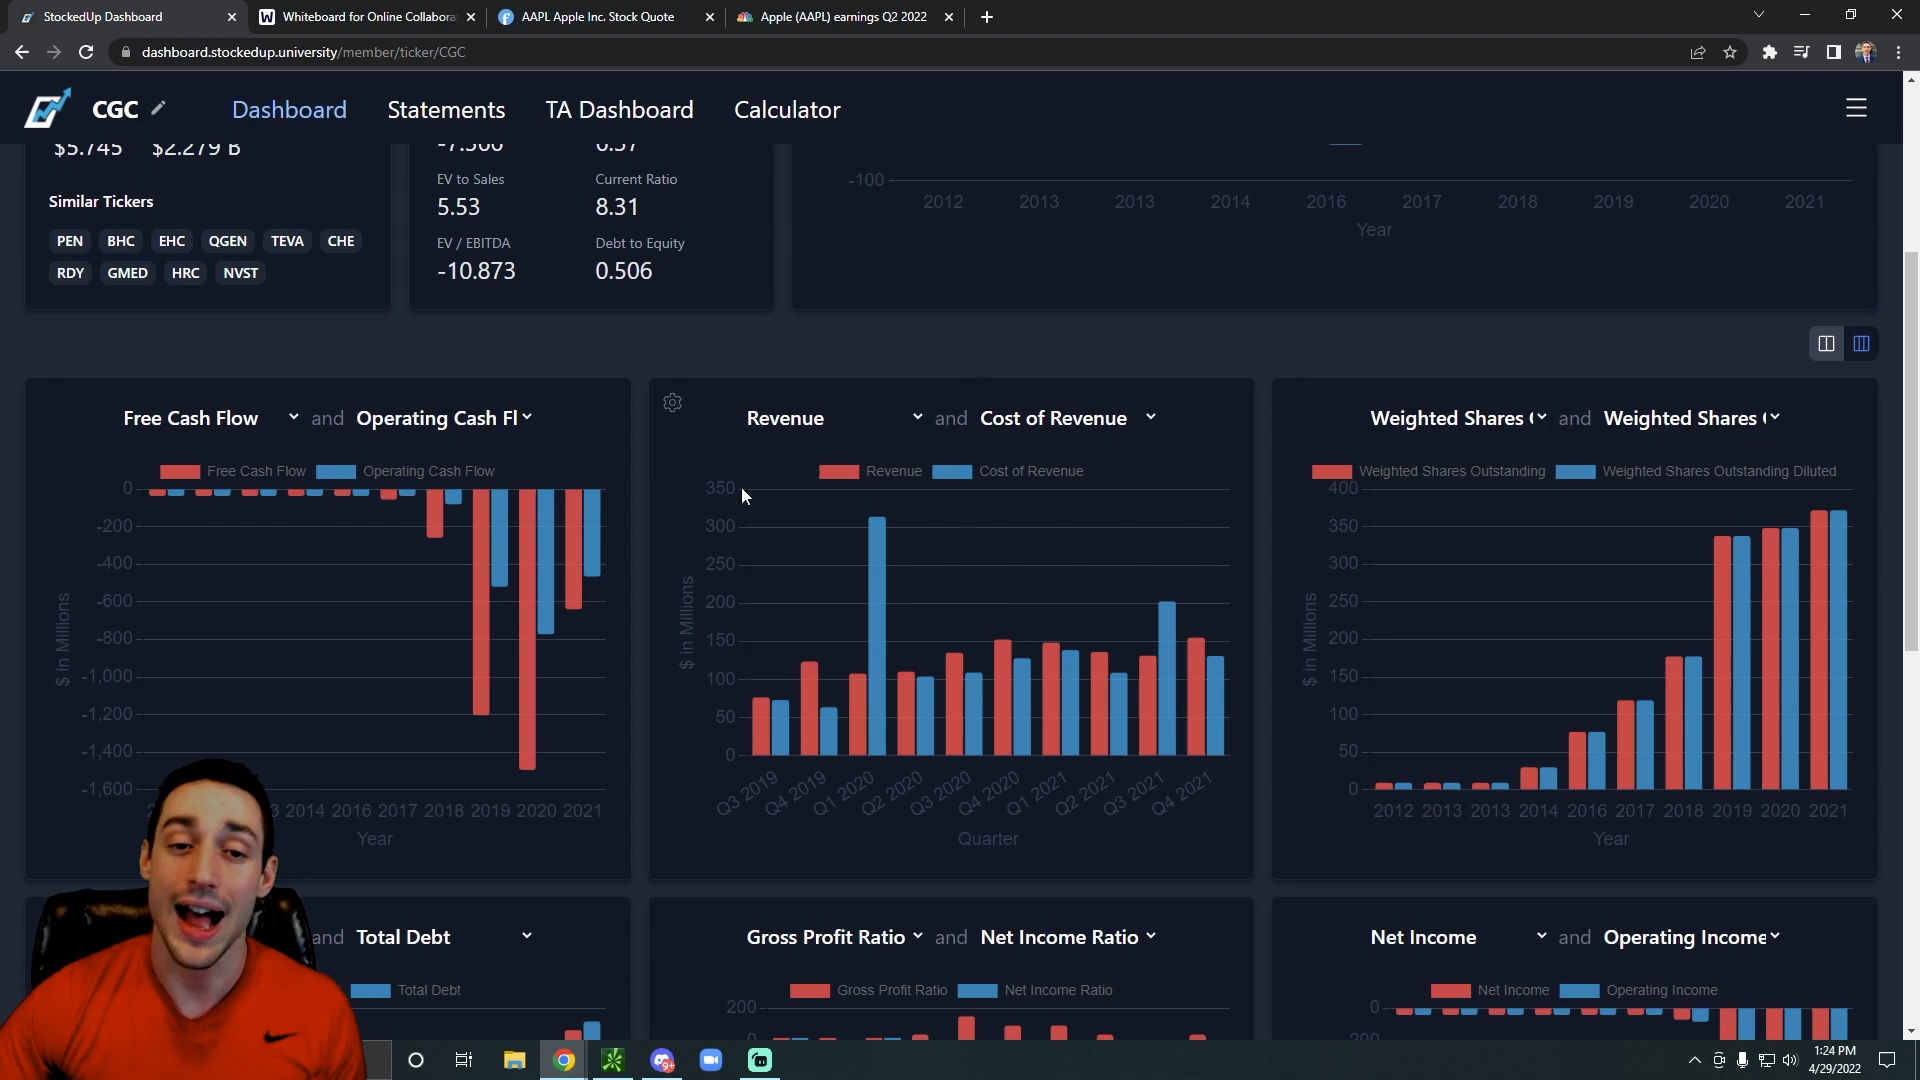 StockedUp Dashboard
Whiteboard for Online Collabora
AAPL Apple Inc. Stock Quote
Apple (AAPL) earnings Q2 2022
dashboard.stockedup.university/member/ticker/CGC
CGC
Dashboard
Statements
TA Dashboard
Calculator
$5.745 $2.279 B
Similar Tickers
PEN BHC EHC QGEN TEVA CHE
RDY GMED HRC NVST
EV to Sales Current Ratio
5.53 8.31
EV / EBITDA Debt to Equity
-10.873 0.506
-100
2012 2013 2013 2014 2016 2017 2018 2019 2020 2021
Year
Free Cash Flow and Operating Cash Fl
Free Cash Flow Operating Cash Flow
0
-200
-400
-600
-800
-1,000
-1,200
-1,400
-1,600
$ in Millions
3 2014 2016 2017 2018 2019 2020 2021
Year
Revenue and Cost of Revenue
Revenue Cost of Revenue
350
300
250
200
150
100
50
0
$ in Millions
Q3 2019 Q4 2019 Q1 2020 Q2 2020 Q3 2020 Q4 2020 Q1 2021 Q2 2021 Q3 2021 Q4 2021
Quarter
Weighted Shares ( and Weighted Shares (
Weighted Shares Outstanding Weighted Shares Outstanding Diluted
400
350
300
250
200
150
100
50
0
$ in Millions
2012 2013 2013 2014 2016 2017 2018 2019 2020 2021
Year
and Total Debt
Total Debt
Gross Profit Ratio and Net Income Ratio
Gross Profit Ratio Net Income Ratio
200
0
Net Income and Operating Income
Net Income Operating Income
0
200
9+
1:24 PM
4/29/2022